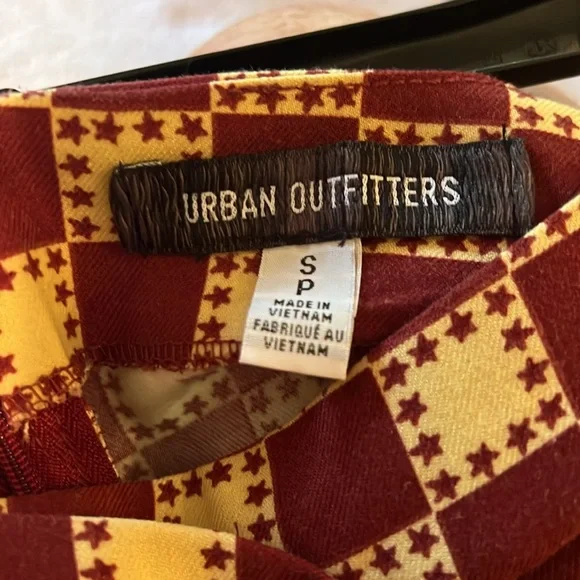 URBAN OUTFITTERS
S
P
MADE IN
VIETNAM
FABRIQUÉ AU
VIETNAM